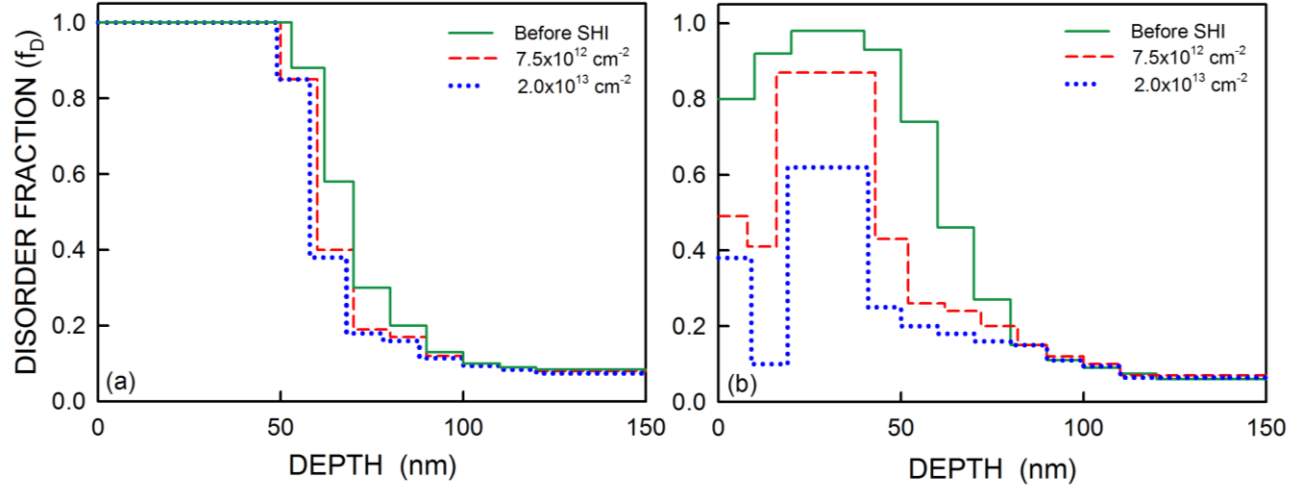 DISORDER FRACTION (f_D)
1.0
0.8
0.6
0.4
0.2
0.0
Before SHI
7.5x10¹² cm⁻²
2.0x10¹³ cm⁻²
(a)
0
50
100
150
DEPTH (nm)
1.0
0.8
0.6
0.4
0.2
0.0
Before SHI
7.5x10¹² cm⁻²
2.0x10¹³ cm⁻²
(b)
0
50
100
150
DEPTH (nm)